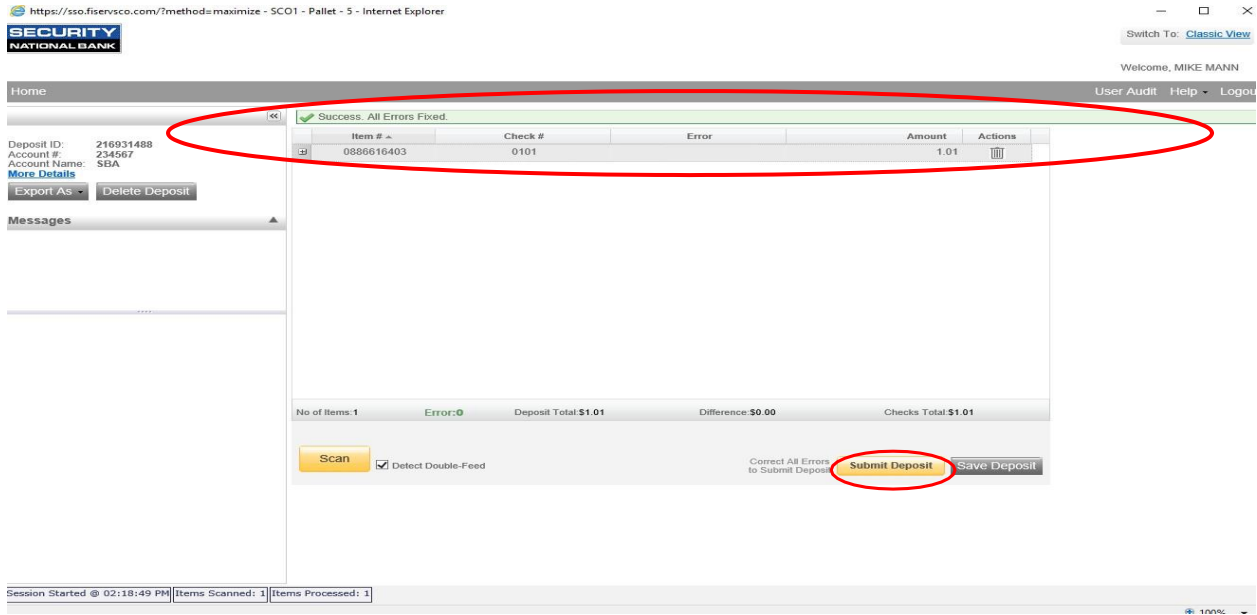 https://sso.fiservsco.com/?method=maximize - SCO1 - Pallet - 5 - Internet Explorer
SECURITY
NATIONAL BANK
Switch To: Classic View
Welcome, MIKE MANN
Home
User Audit Help Logou
Success. All Errors Fixed.
Item # Check # Error Amount Actions
0886616403 0101 1.01
Deposit ID: 216931488
Account #: 234567
Account Name: SBA
More Details
Export As Delete Deposit
Messages
No of Items:1 Error:0 Deposit Total:$1.01 Difference:$0.00 Checks Total:$1.01
Scan Detect Double-Feed
Correct All Errors
to Submit Deposit
Submit Deposit Save Deposit
Session Started @ 02:18:49 PM Items Scanned: 1 Items Processed: 1
100%